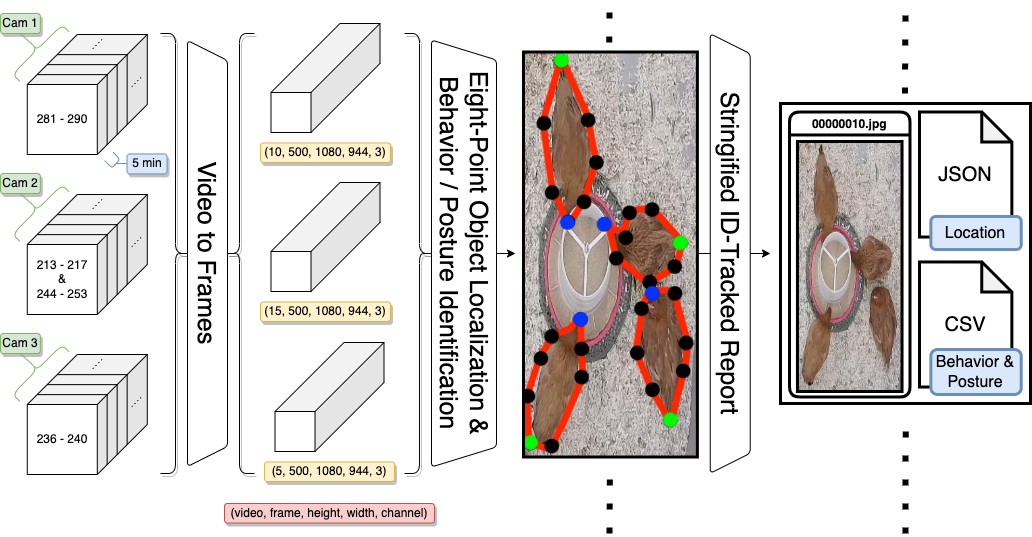 Cam 1
281 - 290
5 min
Cam 2
213 - 217
&
244 - 253
Cam 3
236 - 240
Video to Frames
(10, 500, 1080, 944, 3)
(15, 500, 1080, 944, 3)
(5, 500, 1080, 944, 3)
(video, frame, height, width, channel)
Eight-Point Object Localization &
Behavior / Posture Identification
Stringified ID-Tracked Report
00000010.jpg
JSON
Location
CSV
Behavior &
Posture